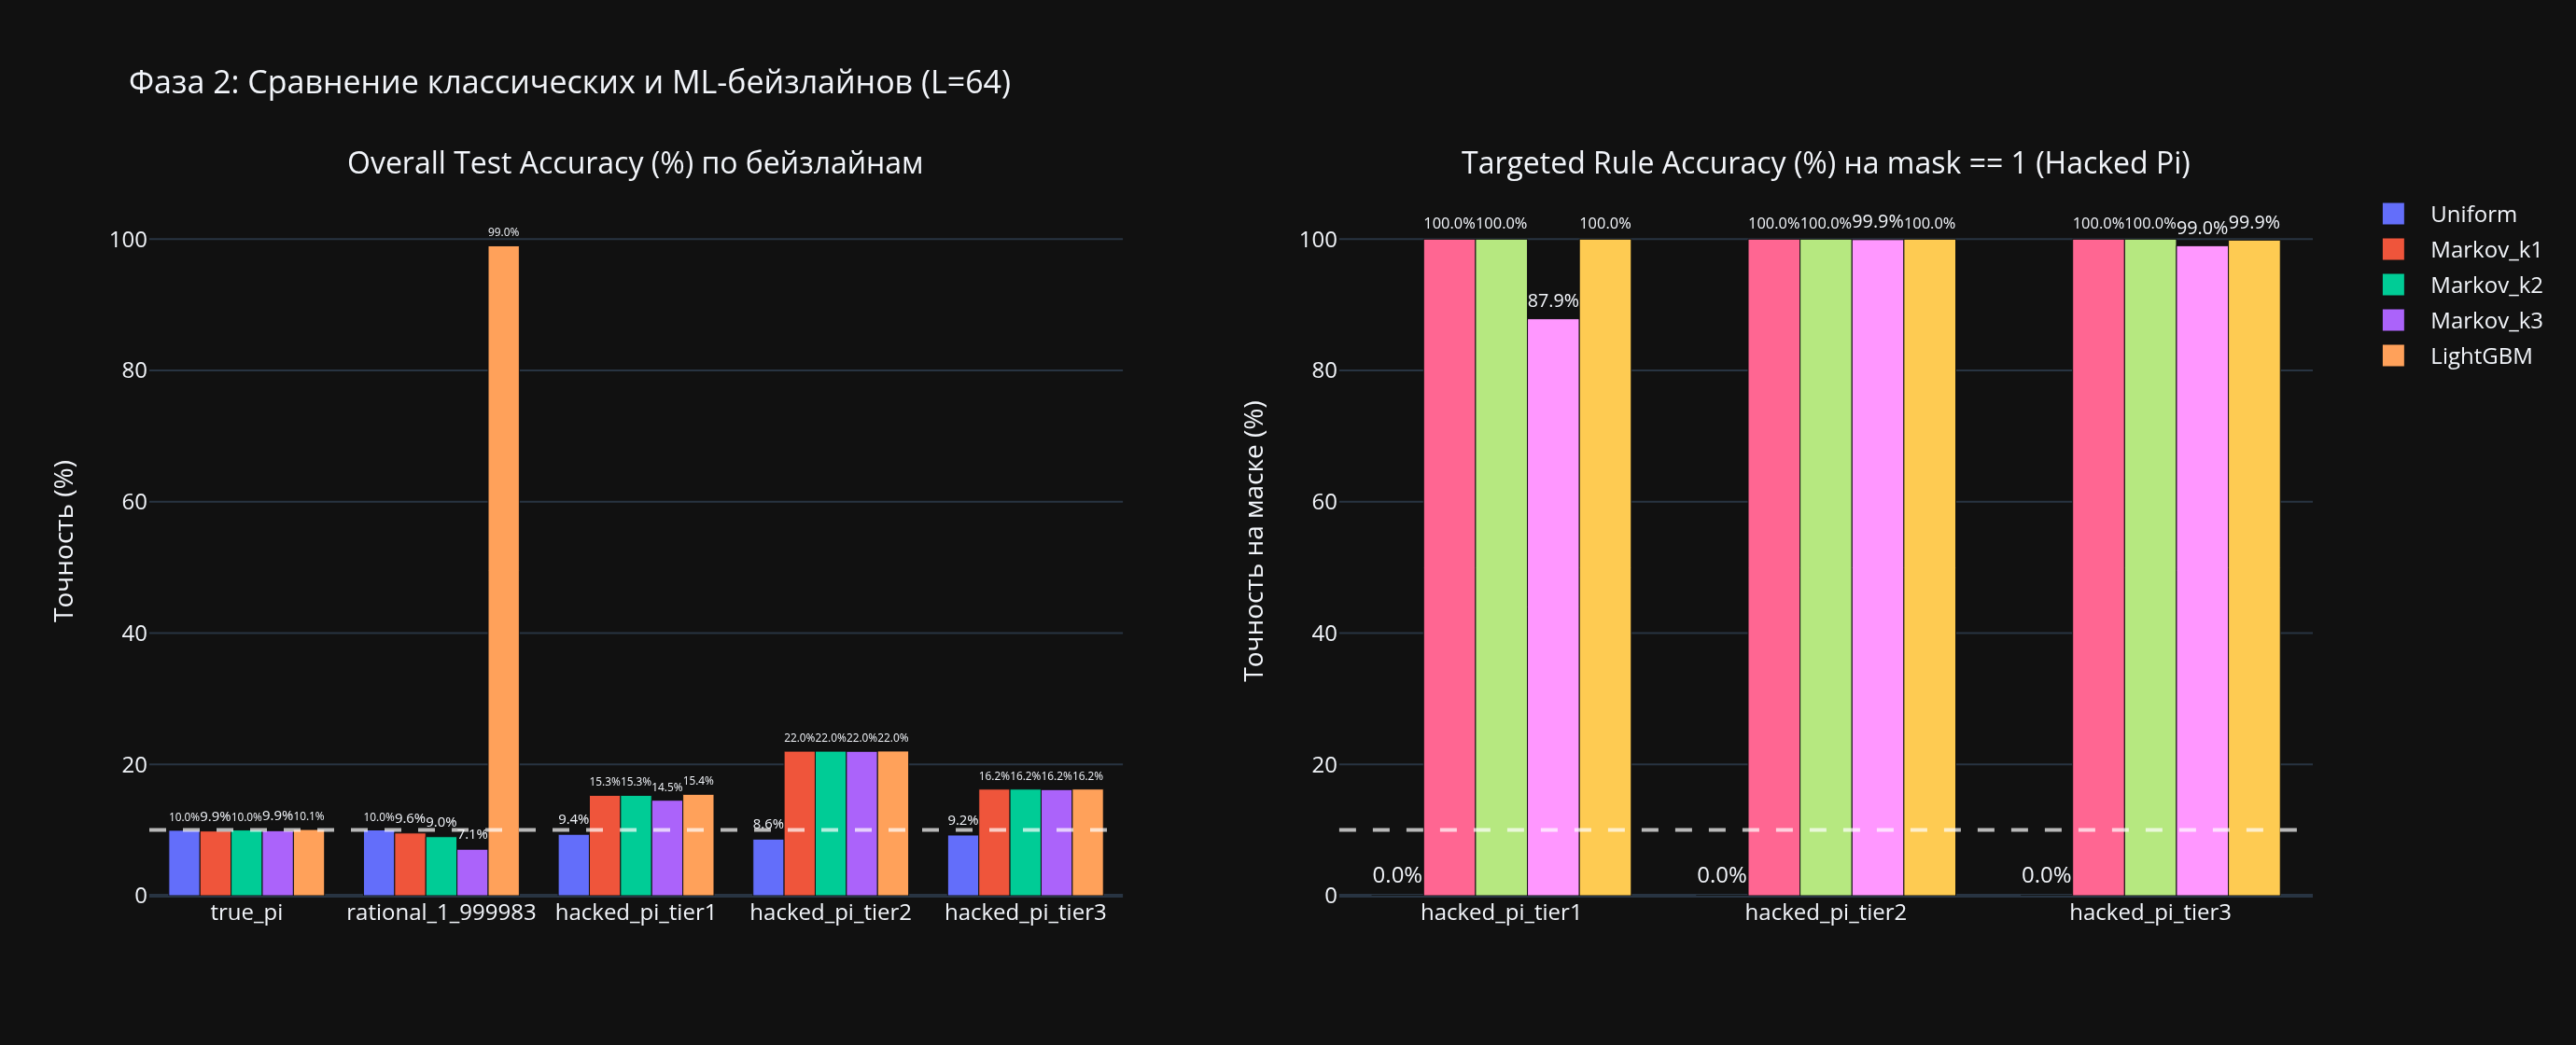 Фаза 2: Сравнение классических и ML-бейзлайнов (L=64)
Overall Test Accuracy (%) по бейзлайнам
Точность (%)
100
80
60
40
20
0
10.0% 9.9% 10.0% 9.9% 10.1%
10.0% 9.6% 9.0% 7.1% 99.0%
9.4% 15.3% 15.3% 14.5% 15.4%
8.6% 22.0% 22.0% 22.0% 22.0%
9.2% 16.2% 16.2% 16.2% 16.2%
true_pi rational_1_999983 hacked_pi_tier1 hacked_pi_tier2 hacked_pi_tier3
Targeted Rule Accuracy (%) на mask == 1 (Hacked Pi)
Точность на маске (%)
100
80
60
40
20
0
0.0% 100.0% 100.0% 87.9% 100.0%
0.0% 100.0% 100.0% 99.9% 100.0%
0.0% 100.0% 100.0% 99.0% 99.9%
hacked_pi_tier1 hacked_pi_tier2 hacked_pi_tier3
Uniform
Markov_k1
Markov_k2
Markov_k3
LightGBM